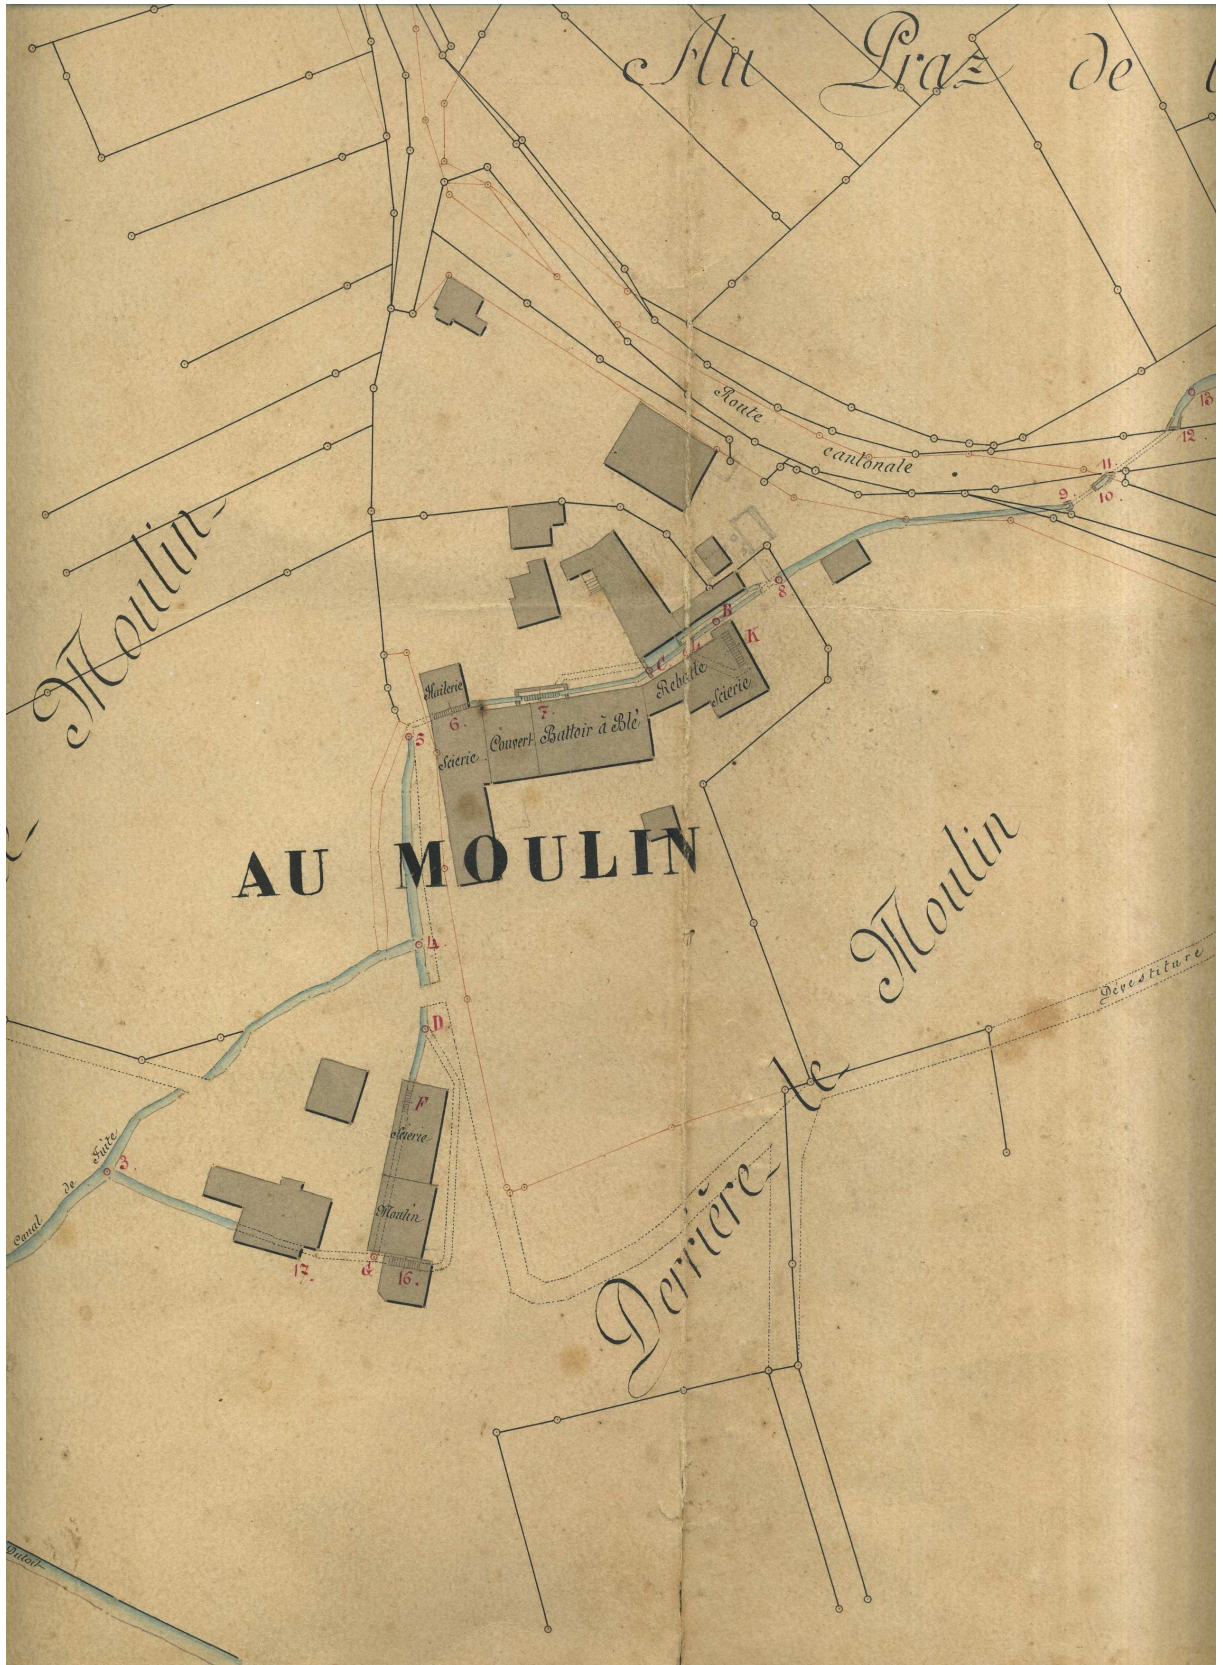 Au Praz de
Route cantonale
13
12.
11.
10.
9.
8
Moulin
B
K
L
C
Rebatte
Scierie
Huilerie
6.
7.
5
Scierie
Couvert
Battoir à Blé
AU MOULIN
Moulin
4.
Dévestiture
D
F
Scierie
3
Canal de Fuite
Moulin
17.
G
16.
Derrière le